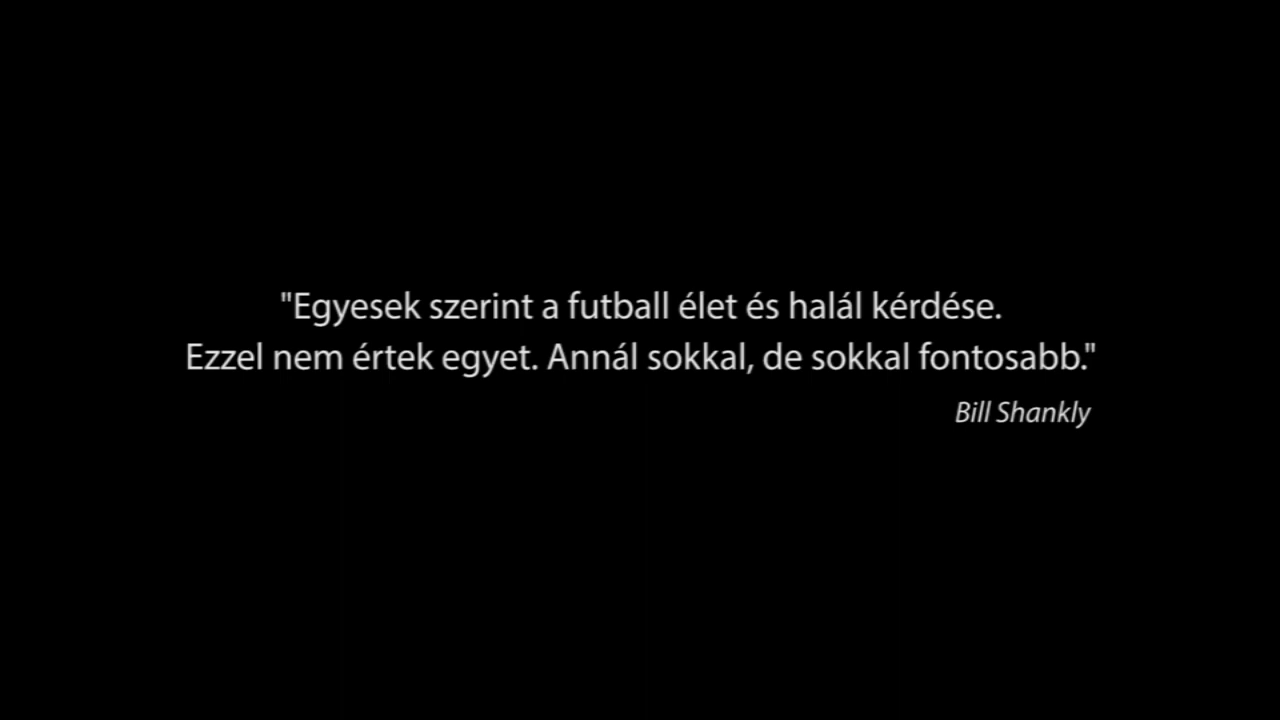 "Egyesek szerint a futball élet és halál kérdése.
Ezzel nem értek egyet. Annál sokkal, de sokkal fontosabb."
Bill Shankly